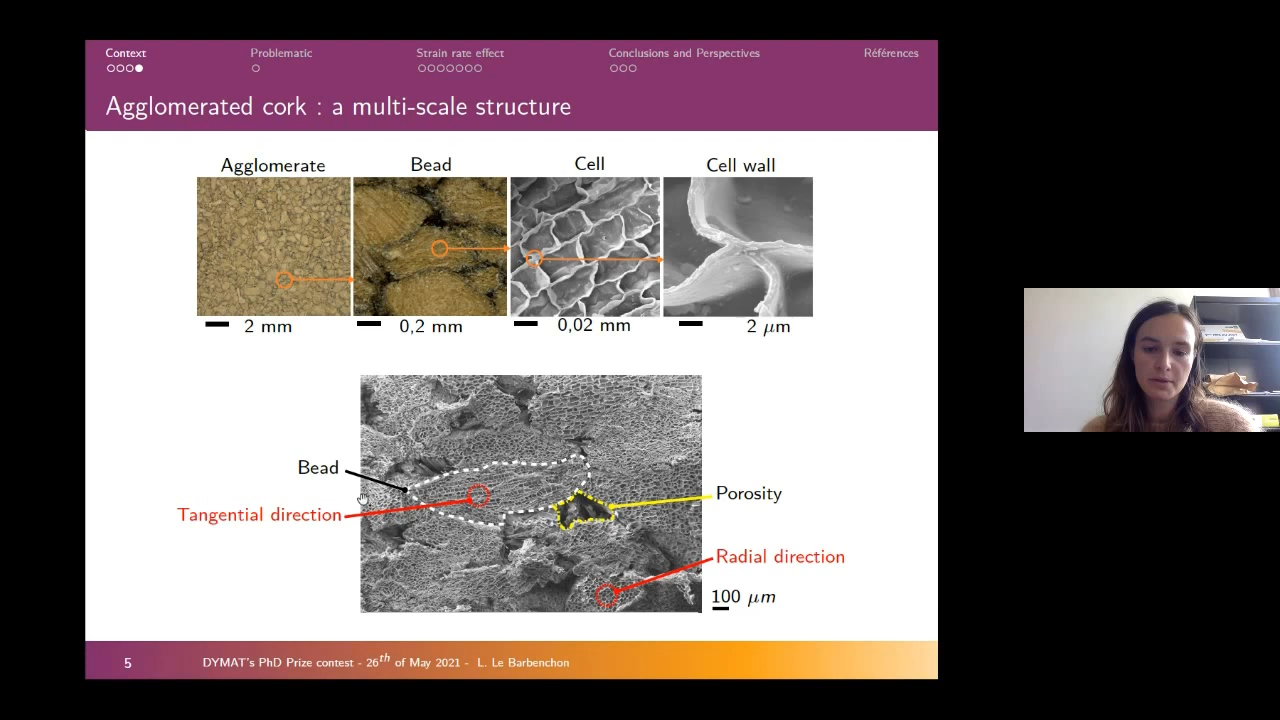 Context Problematic Strain rate effect Conclusions and Perspectives Références
Agglomerated cork : a multi-scale structure
Agglomerate Bead Cell Cell wall
2 mm 0,2 mm 0,02 mm 2 μm
Bead
Tangential direction
Porosity
Radial direction
100 μm
5 DYMAT's PhD Prize contest - 26th of May 2021 - L. Le Barbenchon